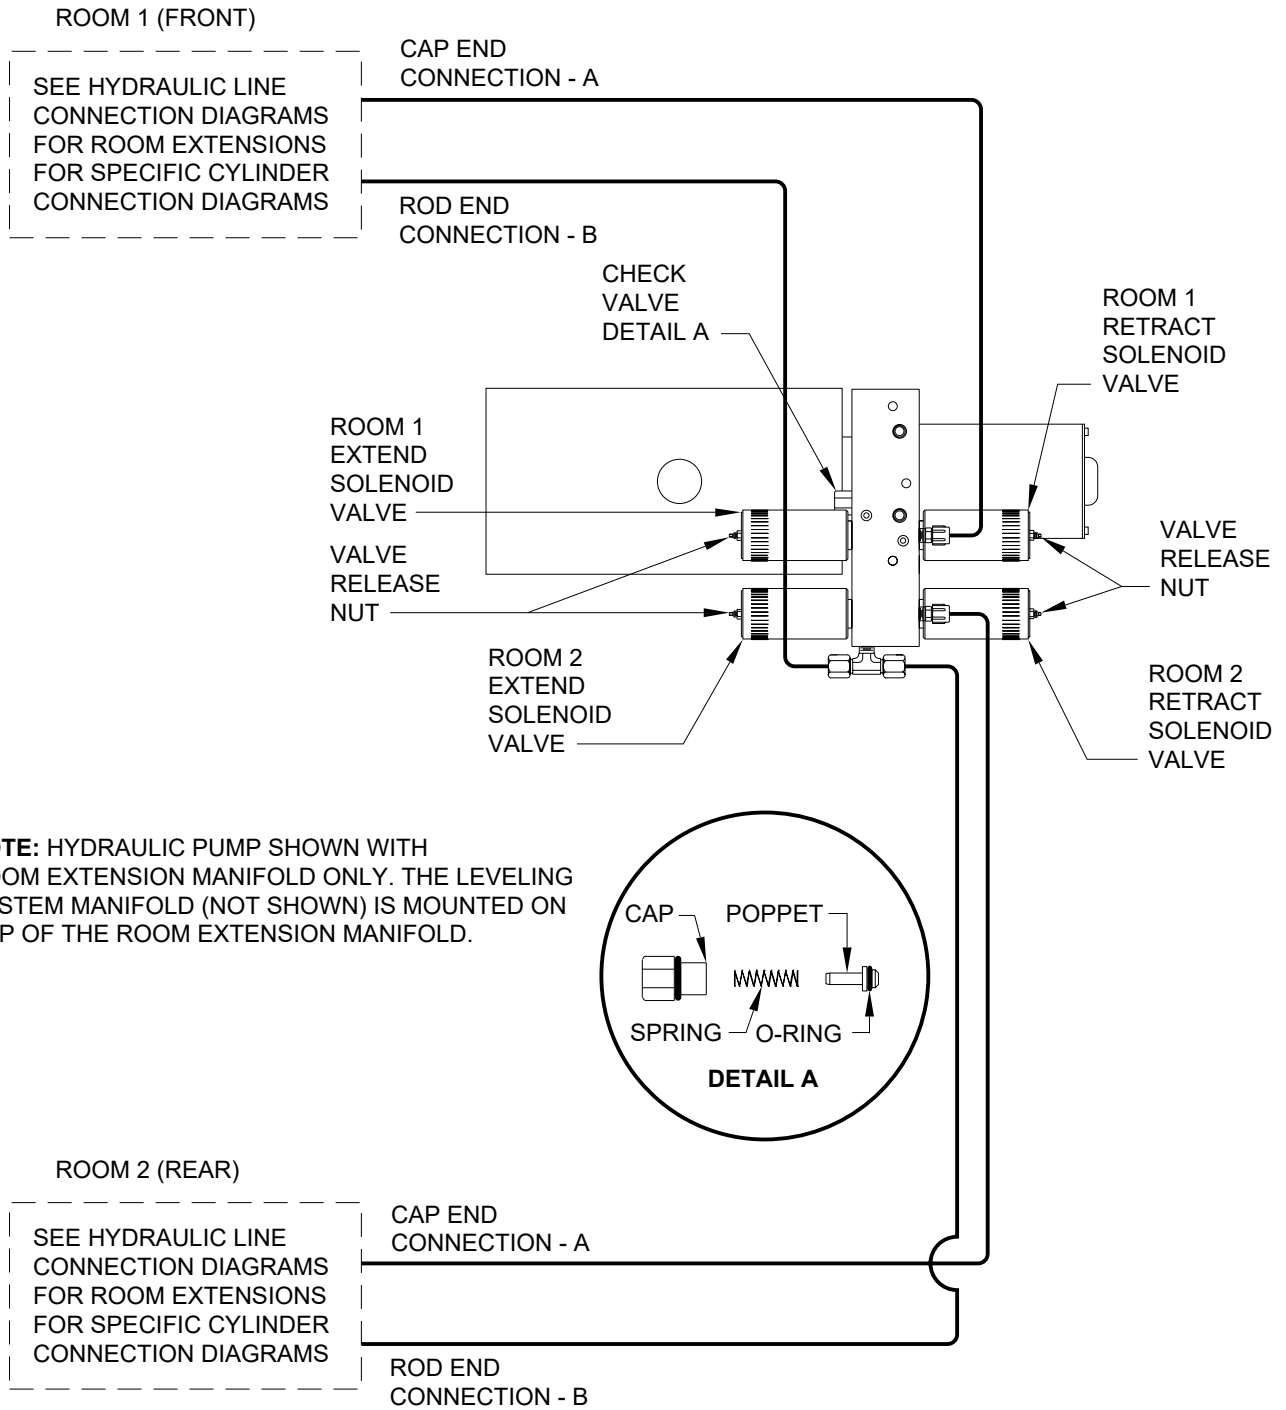 ROOM 1 (FRONT)
SEE HYDRAULIC LINE
CONNECTION DIAGRAMS
FOR ROOM EXTENSIONS
FOR SPECIFIC CYLINDER
CONNECTION DIAGRAMS
CAP END
CONNECTION - A
ROD END
CONNECTION - B
CHECK
VALVE
DETAIL A
ROOM 1
RETRACT
SOLENOID
VALVE
ROOM 1
EXTEND
SOLENOID
VALVE
VALVE
RELEASE
NUT
VALVE
RELEASE
NUT
ROOM 2
EXTEND
SOLENOID
VALVE
ROOM 2
RETRACT
SOLENOID
VALVE
TE: HYDRAULIC PUMP SHOWN WITH
OM EXTENSION MANIFOLD ONLY. THE LEVELING
STEM MANIFOLD (NOT SHOWN) IS MOUNTED ON
P OF THE ROOM EXTENSION MANIFOLD.
CAP
POPPET
SPRING
O-RING
DETAIL A
ROOM 2 (REAR)
SEE HYDRAULIC LINE
CONNECTION DIAGRAMS
FOR ROOM EXTENSIONS
FOR SPECIFIC CYLINDER
CONNECTION DIAGRAMS
CAP END
CONNECTION - A
ROD END
CONNECTION - B